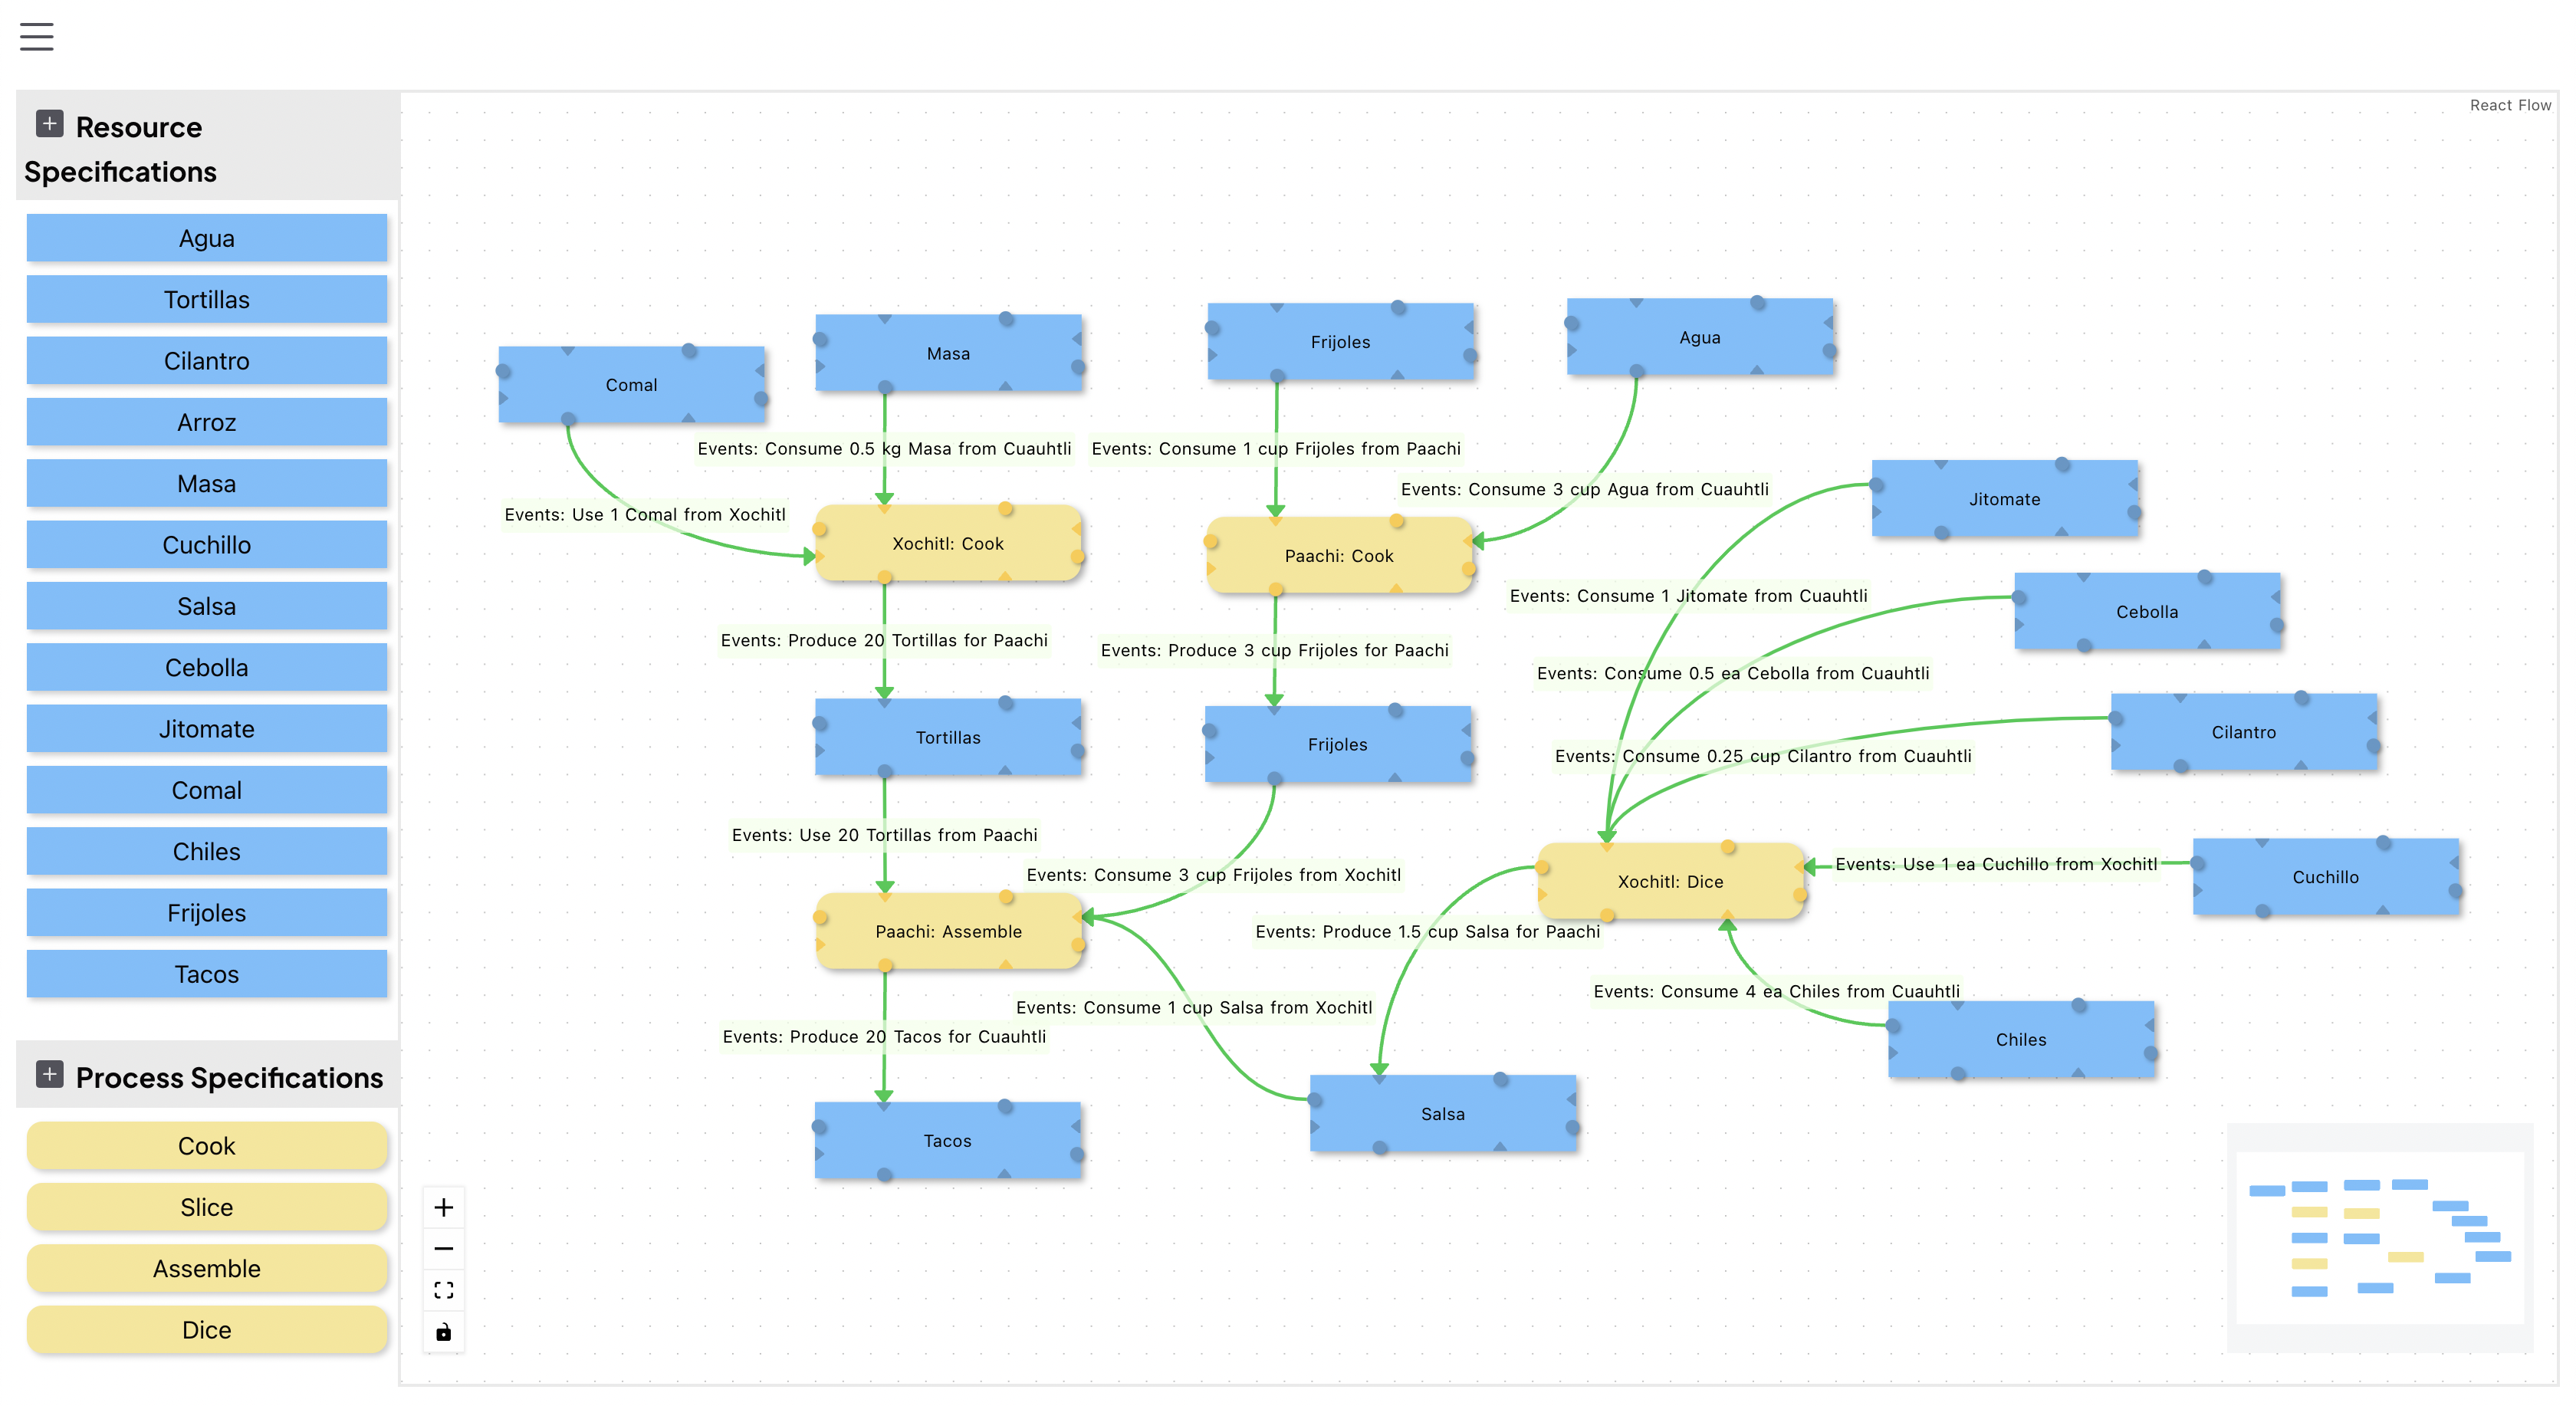 React Flow
Resource
Specifications
Agua
Tortillas
Cilantro
Arroz
Masa
Cuchillo
Salsa
Cebolla
Jitomate
Comal
Chiles
Frijoles
Tacos
Process Specifications
Cook
Slice
Assemble
Dice
Comal
Masa
Frijoles
Agua
Events: Consume 0.5 kg Masa from Cuauhtli
Events: Consume 1 cup Frijoles from Paachi
Events: Consume 3 cup Agua from Cuauhtli
Events: Use 1 Comal from Xochitl
Jitomate
Xochitl: Cook
Paachi: Cook
Events: Consume 1 Jitomate from Cuauhtli
Cebolla
Events: Produce 20 Tortillas for Paachi
Events: Produce 3 cup Frijoles for Paachi
Events: Consume 0.5 ea Cebolla from Cuauhtli
Tortillas
Frijoles
Events: Consume 0.25 cup Cilantro from Cuauhtli
Cilantro
Events: Use 20 Tortillas from Paachi
Events: Consume 3 cup Frijoles from Xochitl
Xochitl: Dice
Events: Use 1 ea Cuchillo from Xochitl
Cuchillo
Paachi: Assemble
Events: Produce 1.5 cup Salsa for Paachi
Events: Consume 4 ea Chiles from Cuauhtli
Events: Consume 1 cup Salsa from Xochitl
Events: Produce 20 Tacos for Cuauhtli
Chiles
Salsa
Tacos